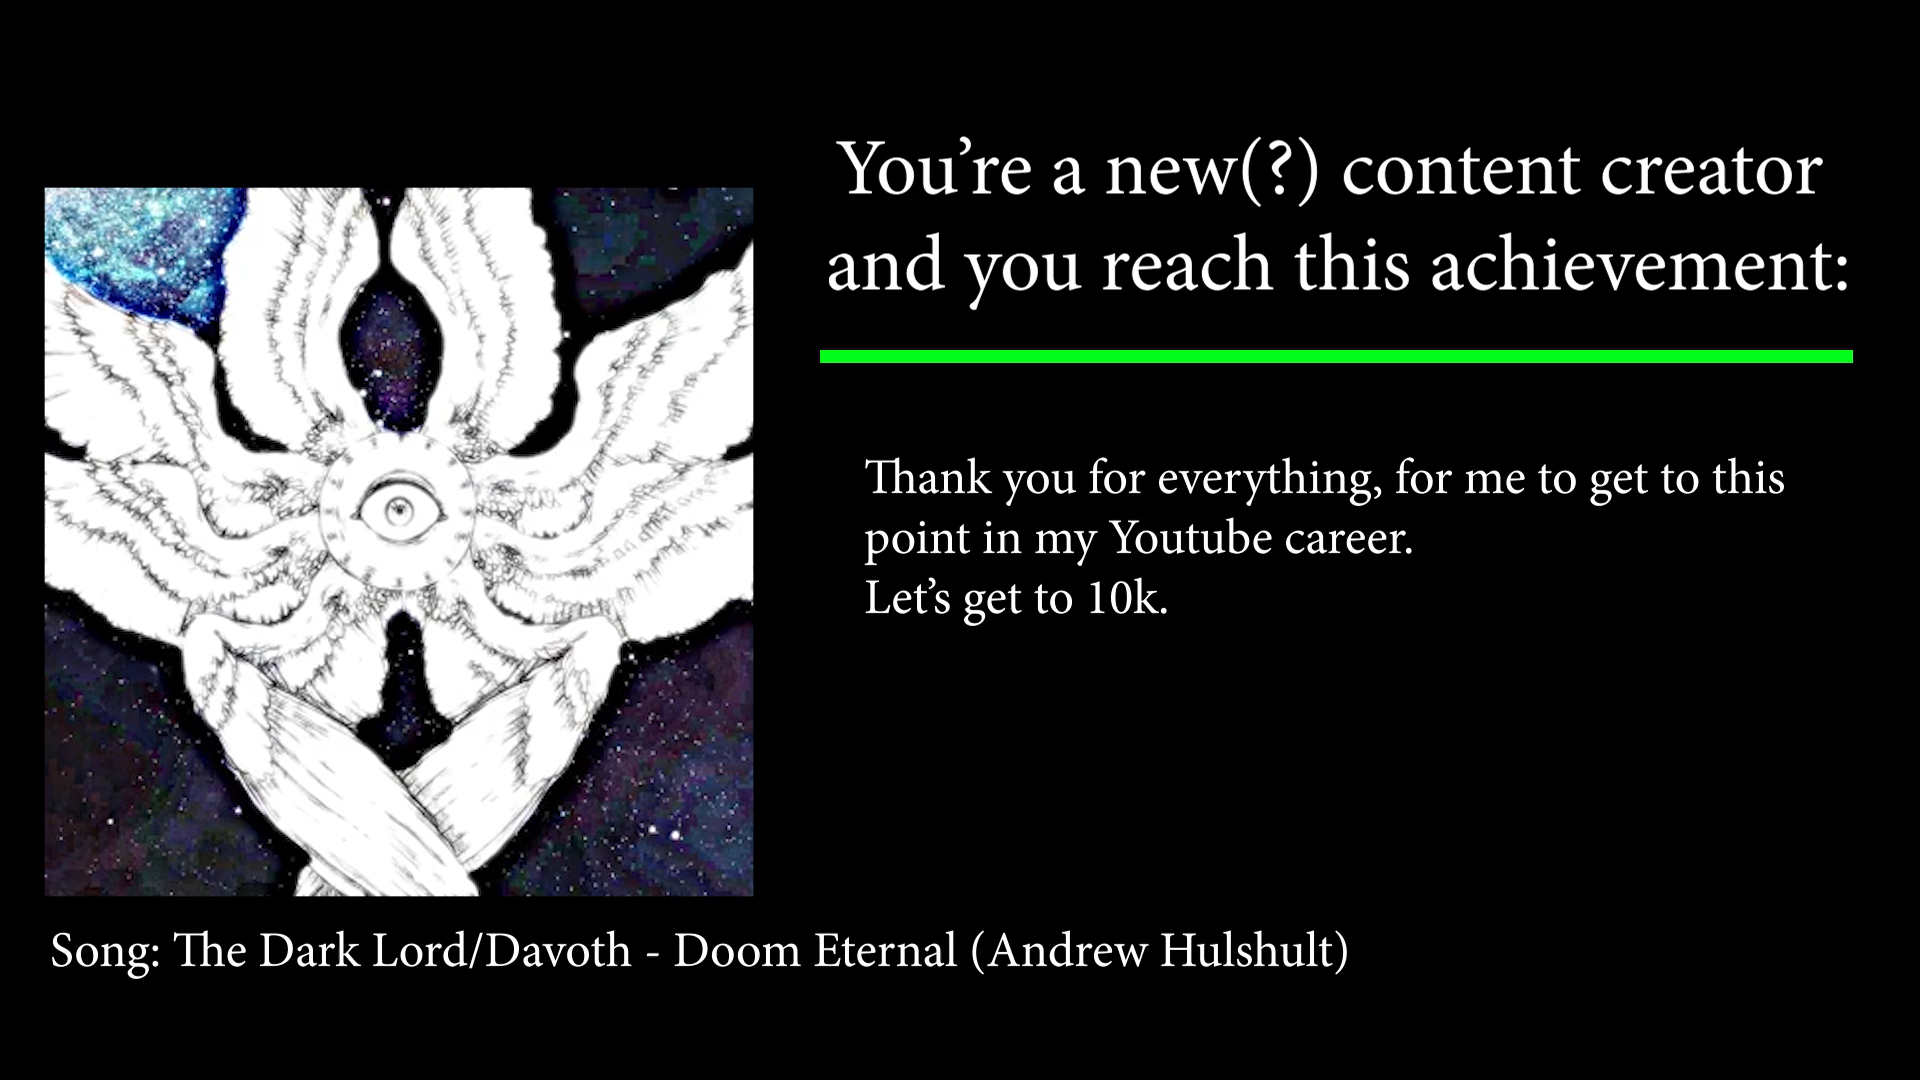 You’re a new(?) content creator
and you reach this achievement:
Thank you for everything, for me to get to this
point in my Youtube career.
Let’s get to 10k.
Song: The Dark Lord/Davoth - Doom Eternal (Andrew Hulshult)